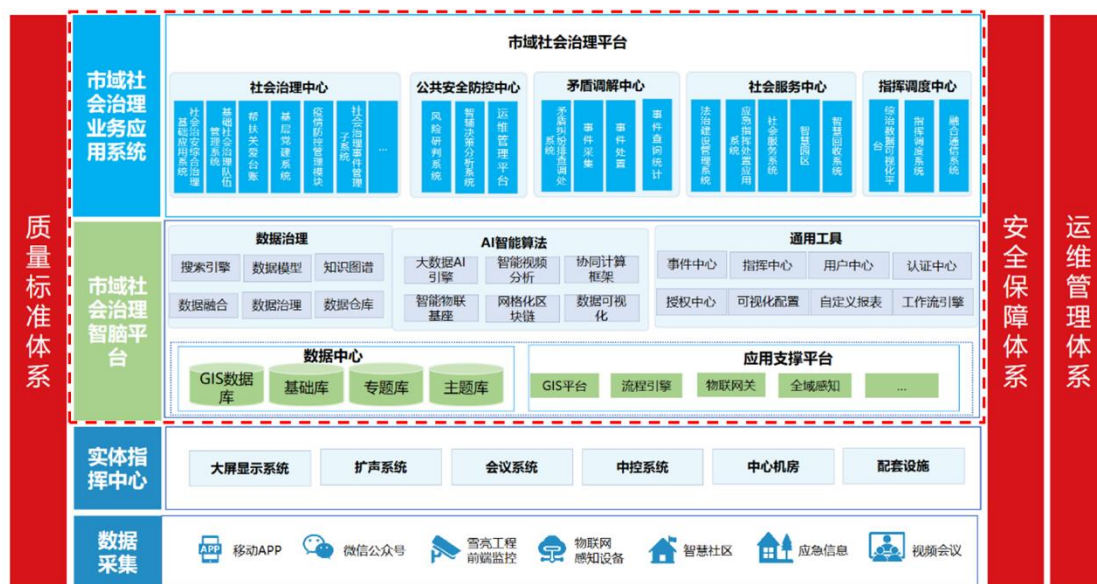 质量标准体系
市域社
会治理
业务应
用系统
市域社会治理平台
社会治理中心
社会治安综合治理
基础应用系统
基础社会治理队伍
管理系统
帮扶关爱台账
基层党建系统
疫情防控管理模块
社会治理事件管理
子系统
...
公共安全防控中心
风险研判系统
智辅决策分析系统
运维管理平台
矛盾调解中心
矛盾纠纷排查调处
系统
事件采集
事件处置
事件查阅统计
社会服务中心
法治建设管理系统
应急指挥处置应用
系统
社会服务系统
智慧园区
智慧回收系统
指挥调度中心
综治数据可视化平
台
指挥调度系统
融合通信系统
市域社
会治理
智脑平
台
数据治理
搜索引擎
数据模型
知识图谱
数据融合
数据治理
数据仓库
AI智能算法
大数据AI
引擎
智能视频
分析
协同计算
框架
智能物联
基座
网格化区
块链
数据可视
化
通用工具
事件中心
指挥中心
用户中心
认证中心
授权中心
可视化配置
自定义报表
工作流引擎
数据中心
GIS数据
库
基础库
专题库
主题库
应用支撑平台
GIS平台
流程引擎
物联网关
全域感知
...
实体指
挥中心
大屏显示系统
扩声系统
会议系统
中控系统
中心机房
配套设施
数据
采集
APP
移动APP
微信公众号
雪亮工程
前端监控
物联网
感知设备
智慧社区
应急信息
视频会议
安全保障体系
运维管理体系